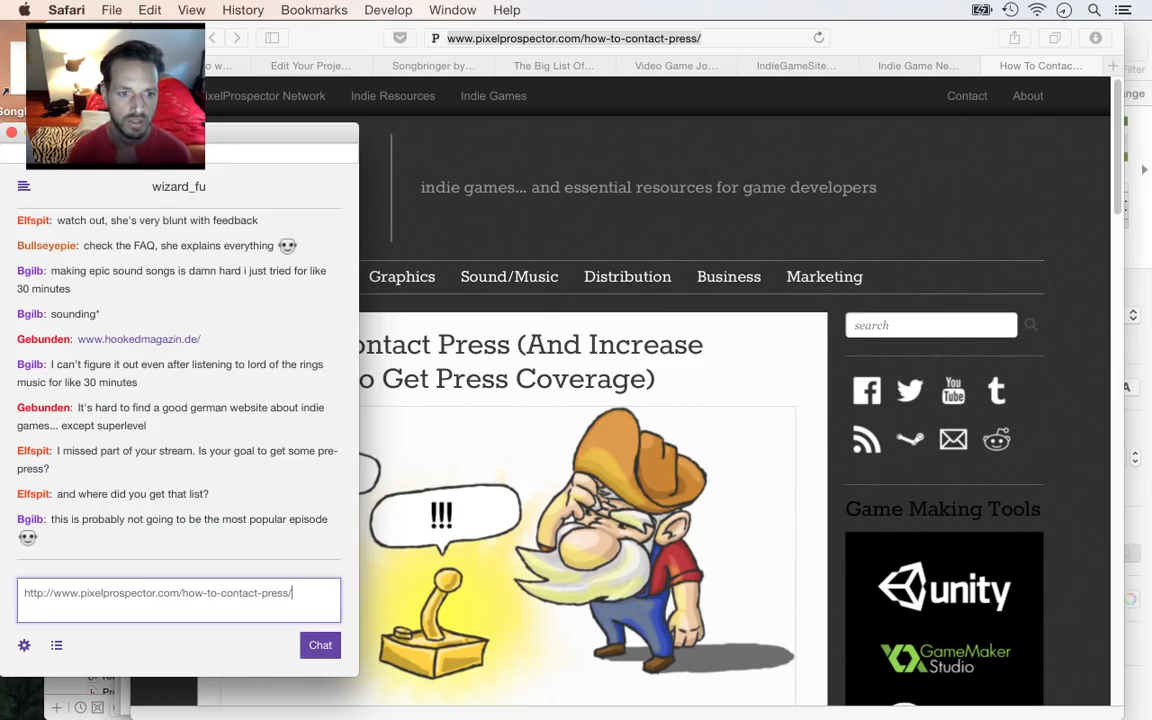 Safari File Edit View History Bookmarks Develop Window Help
P www.pixelprospector.com/how-to-contact-press/
Edit Your Proje... Songbringer by... The Big List Of... Video Game Jo... IndieGameSite... Indie Game Ne... How To Contac...
ixelProspector Network Indie Resources Indie Games Contact About
wizard_fu
indie games... and essential resources for game developers
Elfspit: watch out, she's very blunt with feedback
Bullseyepie: check the FAQ, she explains everything
Bgilb: making epic sound songs is damn hard i just tried for like
30 minutes
Bgilb: sounding*
Gebunden: www.hookedmagazin.de/
Bgilb: I can't figure it out even after listening to lord of the rings
music for like 30 minutes
Gebunden: It's hard to find a good german website about indie
games... except superlevel
Elfspit: I missed part of your stream. Is your goal to get some pre-
press?
Elfspit: and where did you get that list?
Bgilb: this is probably not going to be the most popular episode
http://www.pixelprospector.com/how-to-contact-press/
Chat
Graphics Sound/Music Distribution Business Marketing
ontact Press (And Increase
o Get Press Coverage)
!!!
search
Game Making Tools
unity
GameMaker
Studio